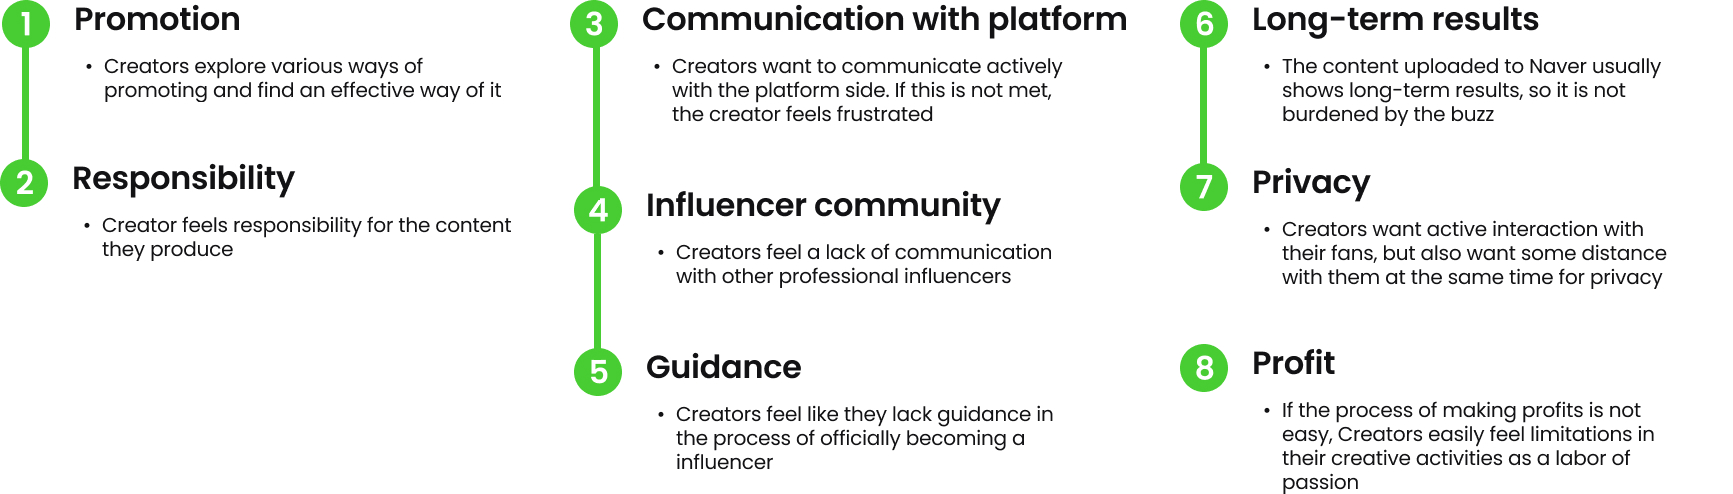 1
Promotion
• Creators explore various ways of
promoting and find an effective way of it
2
Responsibility
• Creator feels responsibility for the content
they produce
3
Communication with platform
• Creators want to communicate actively
with the platform side. If this is not met,
the creator feels frustrated
4
Influencer community
• Creators feel a lack of communication
with other professional influencers
5
Guidance
• Creators feel like they lack guidance in
the process of officially becoming a
influencer
6
Long-term results
• The content uploaded to Naver usually
shows long-term results, so it is not
burdened by the buzz
7
Privacy
• Creators want active interaction with
their fans, but also want some distance
with them at the same time for privacy
8
Profit
• If the process of making profits is not
easy, Creators easily feel limitations in
their creative activities as a labor of
passion